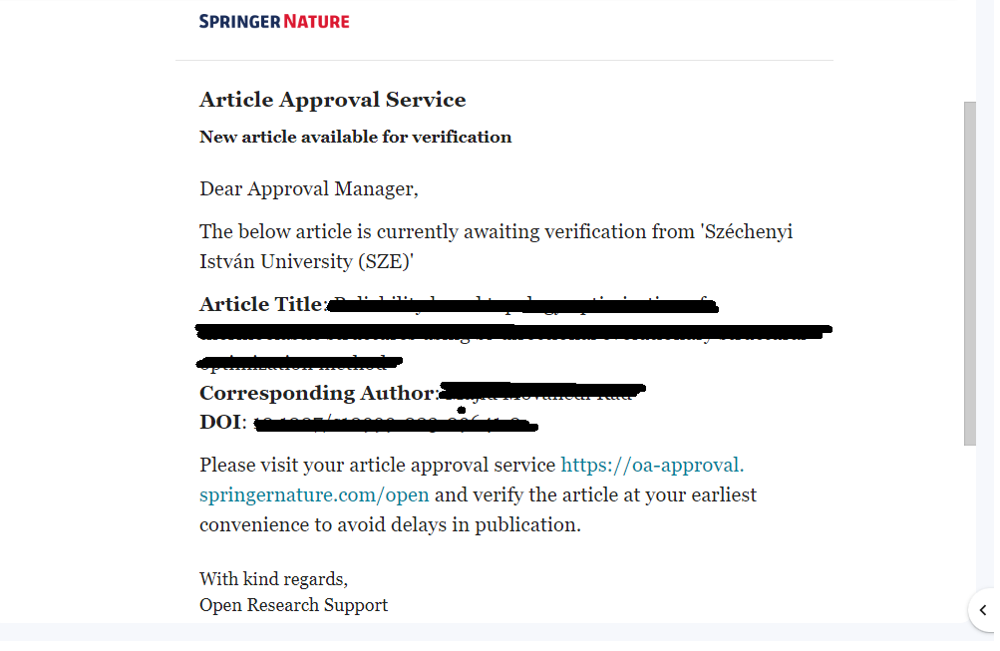 SPRINGER NATURE
Article Approval Service
New article available for verification
Dear Approval Manager,
The below article is currently awaiting verification from 'Széchenyi
István University (SZE)'
Article Title:
Corresponding Author:
DOI:
Please visit your article approval service https://oa-approval.
springernature.com/open and verify the article at your earliest
convenience to avoid delays in publication.
With kind regards,
Open Research Support